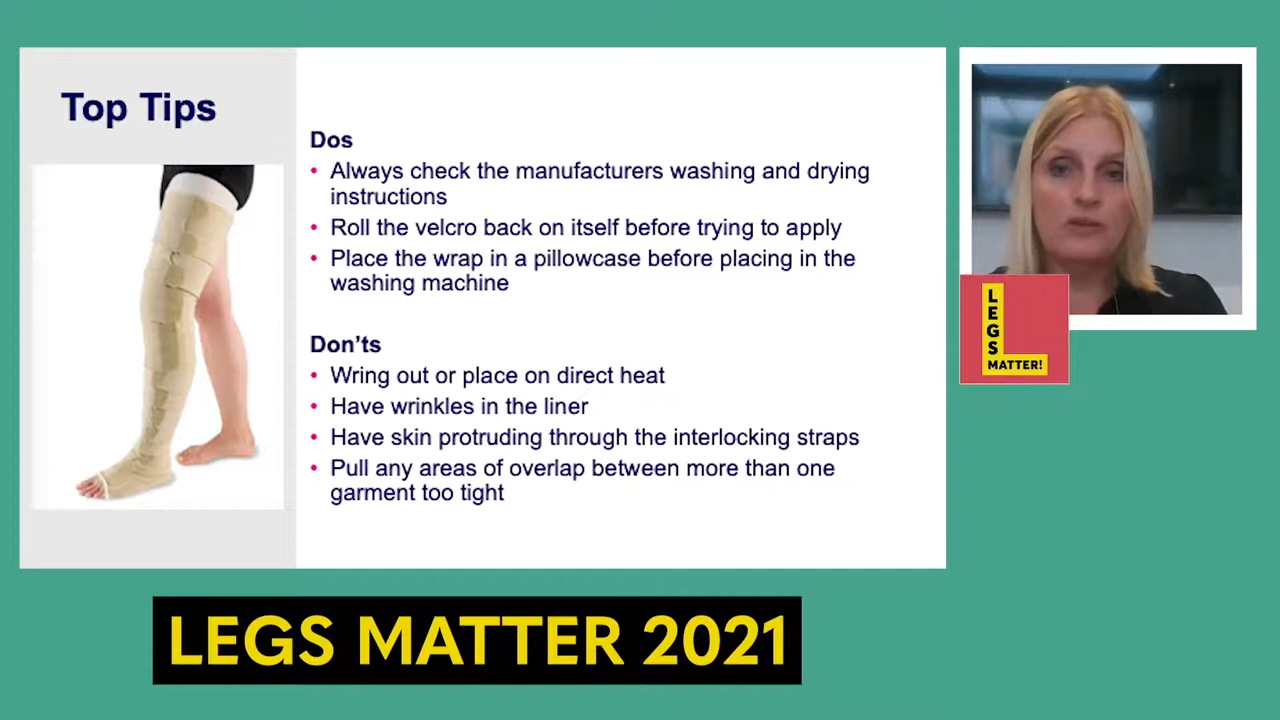 Top Tips
Dos
• Always check the manufacturers washing and drying
instructions
• Roll the velcro back on itself before trying to apply
• Place the wrap in a pillowcase before placing in the
washing machine
Don'ts
• Wring out or place on direct heat
• Have wrinkles in the liner
• Have skin protruding through the interlocking straps
• Pull any areas of overlap between more than one
garment too tight
LEGS
MATTER!
LEGS MATTER 2021